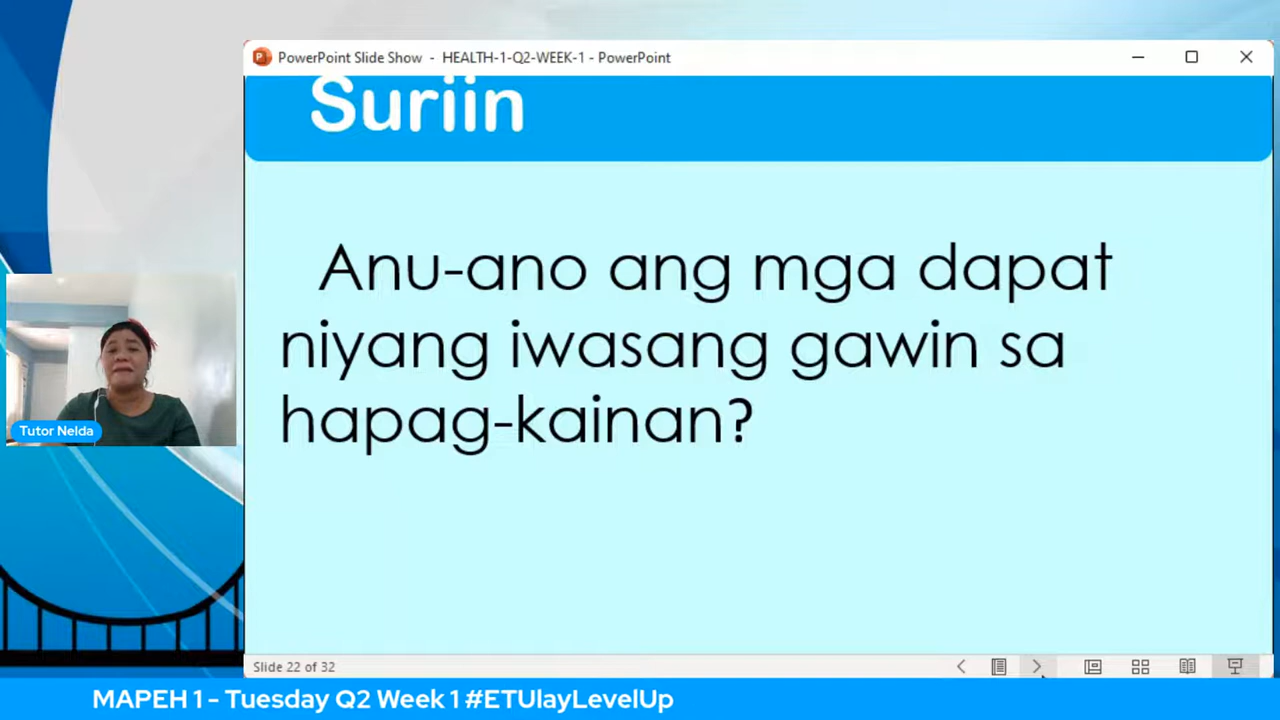 PowerPoint Slide Show - HEALTH-1-Q2-WEEK-1 - PowerPoint
Suriin
Anu-ano ang mga dapat
niyang iwasang gawin sa
hapag-kainan?
Tutor Nelda
Slide 22 of 32
MAPEH 1 - Tuesday Q2 Week 1 #ETUlayLevelUp